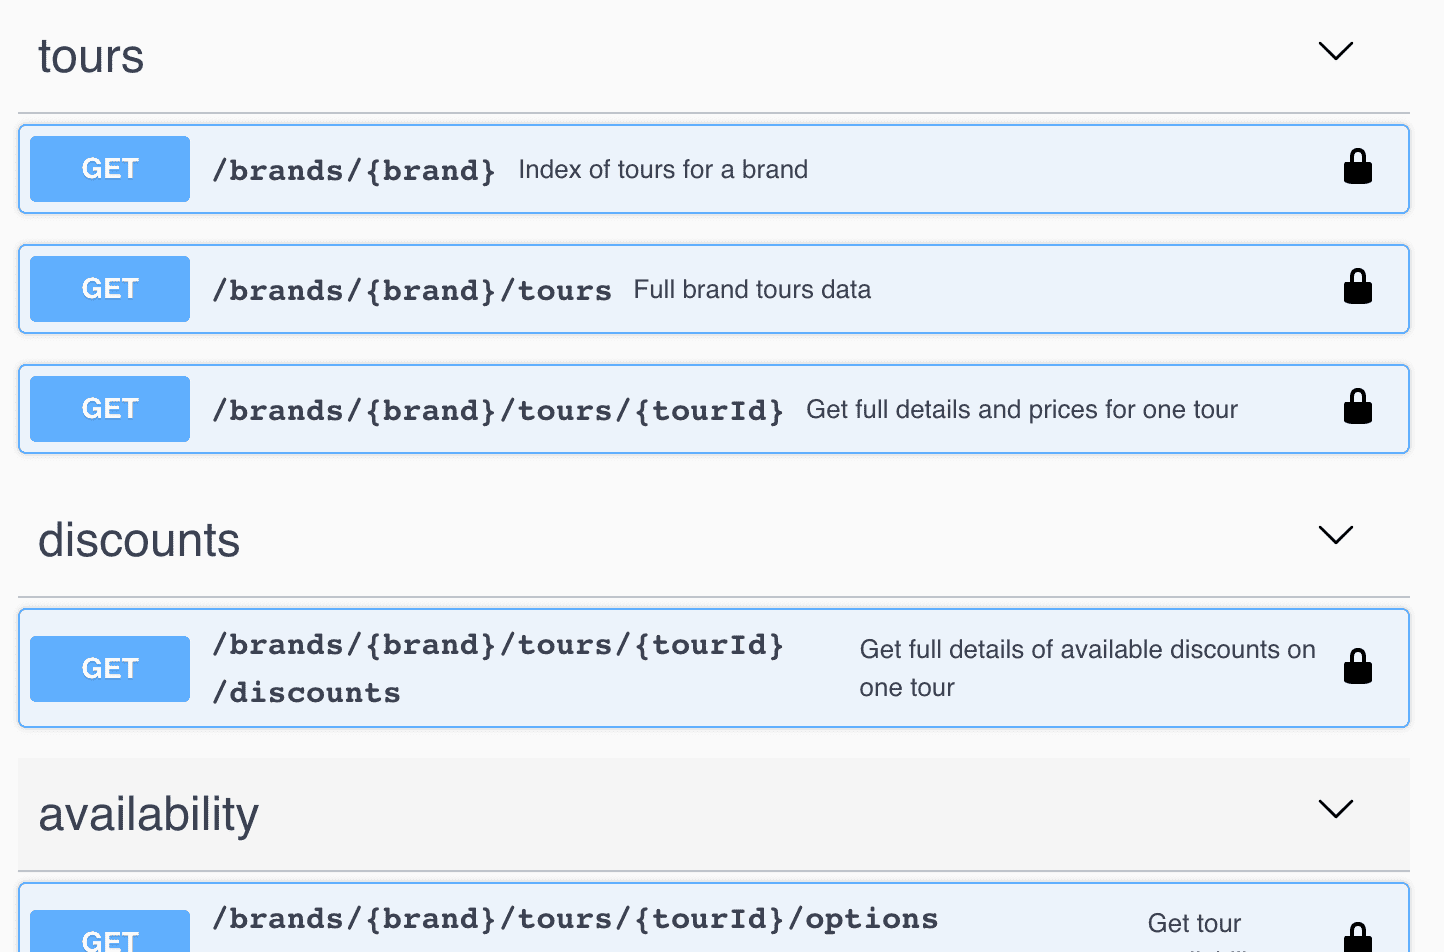 tours
GET /brands/{brand} Index of tours for a brand
GET /brands/{brand}/tours Full brand tours data
GET /brands/{brand}/tours/{tourId} Get full details and prices for one tour
discounts
GET /brands/{brand}/tours/{tourId}
/discounts
Get full details of available discounts on
one tour
availability
GET /brands/{brand}/tours/{tourId}/options
Get tour